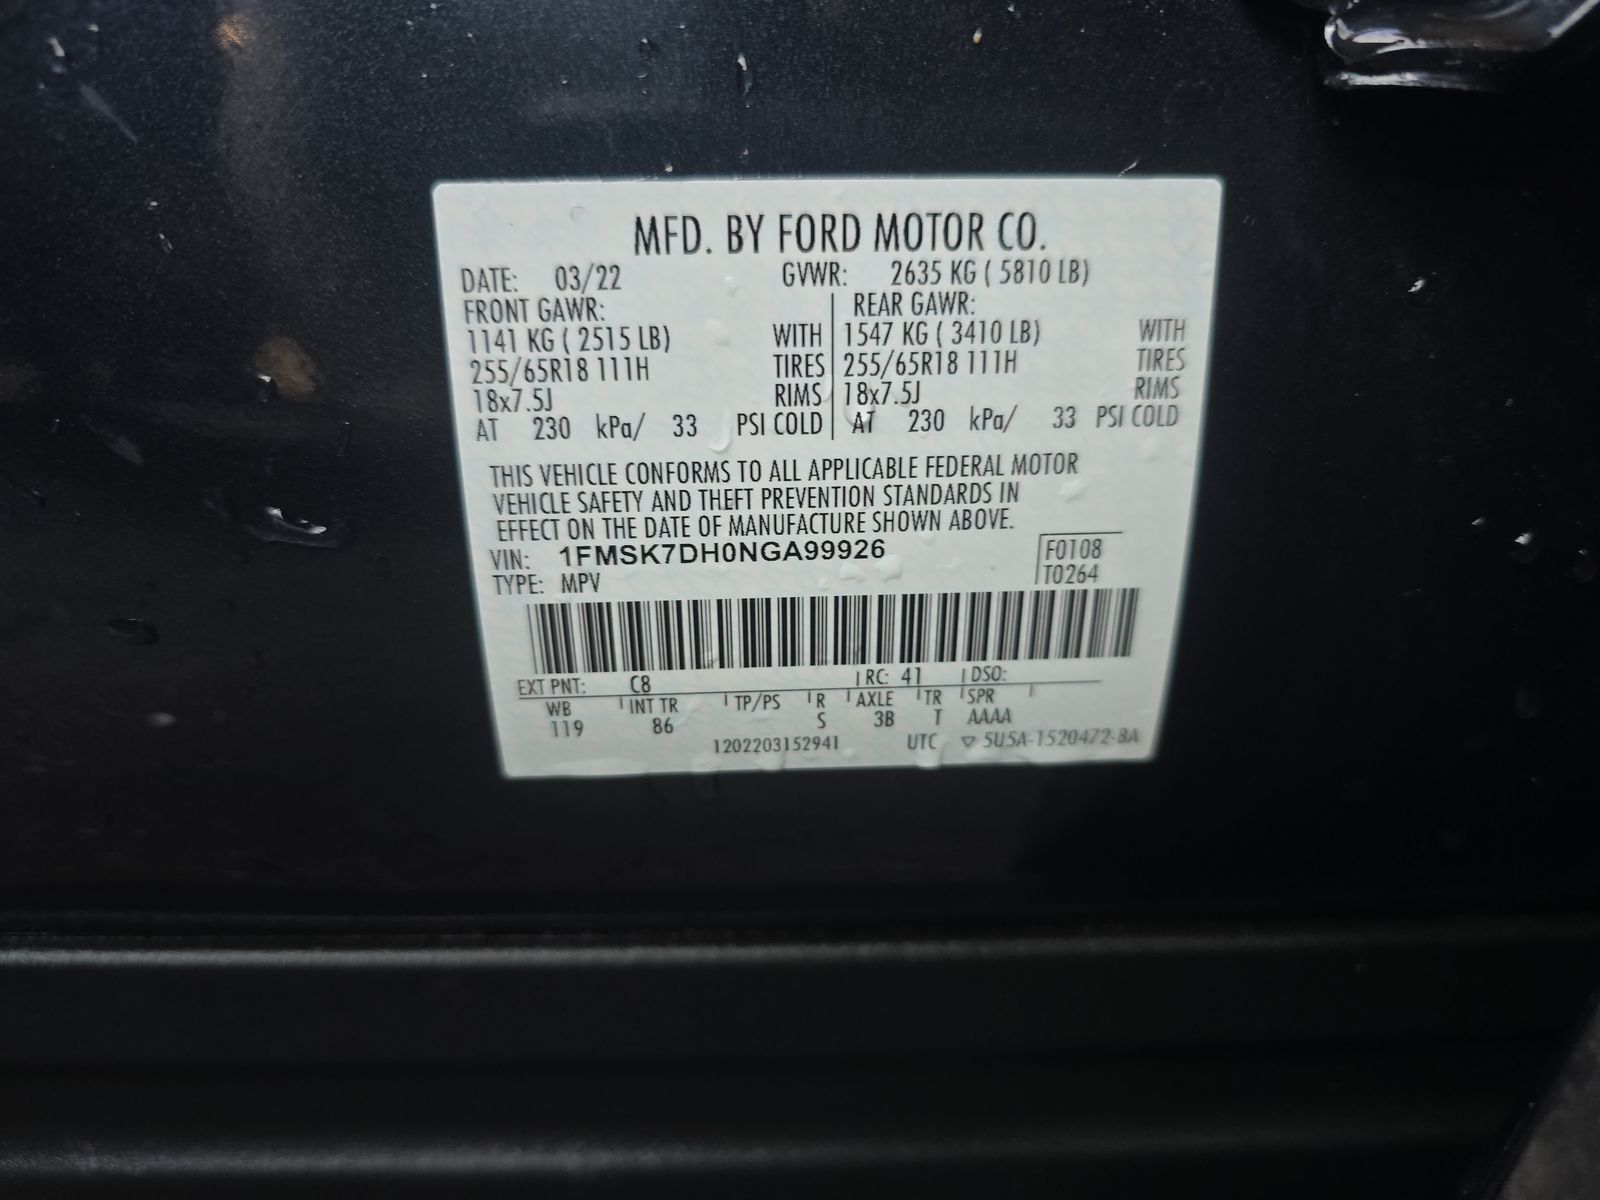 MFD. BY FORD MOTOR CO.
DATE: 03/22 GVWR: 2635 KG ( 5810 LB)
FRONT GAWR: REAR GAWR:
1141 KG ( 2515 LB) WITH 1547 KG ( 3410 LB) WITH
255/65R18 111H TIRES 255/65R18 111H TIRES
18x7.5J RIMS 18x7.5J RIMS
AT 230 kPa/ 33 PSI COLD AT 230 kPa/ 33 PSI COLD
THIS VEHICLE CONFORMS TO ALL APPLICABLE FEDERAL MOTOR
VEHICLE SAFETY AND THEFT PREVENTION STANDARDS IN
EFFECT ON THE DATE OF MANUFACTURE SHOWN ABOVE.
VIN: 1FMSK7DH0NGA99926 F0108
TYPE: MPV T0264
EXT PNT: C8 RC: 41 DSO:
WB INT TR TP/PS R AXLE TR SPR
119 86 S 3B T AAAA
1202203152941 UTC ▽ 5U5A-1520472-BA